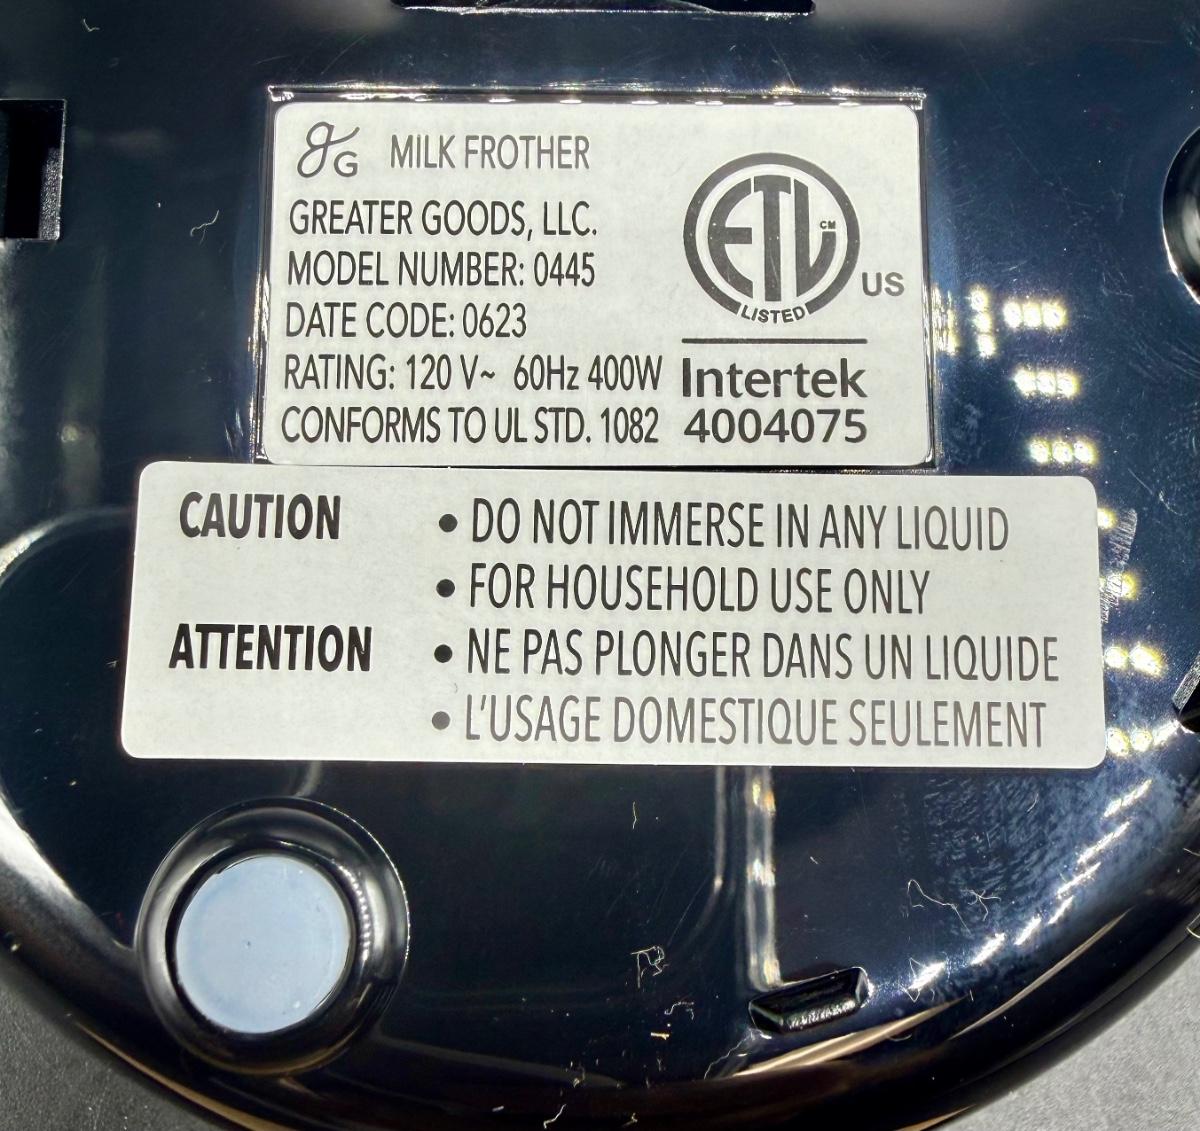 gG MILK FROTHER
GREATER GOODS, LLC.
MODEL NUMBER: 0445
DATE CODE: 0623
RATING: 120 V~ 60Hz 400W
CONFORMS TO UL STD. 1082
ETL CM
LISTED
US
Intertek
4004075
CAUTION
• DO NOT IMMERSE IN ANY LIQUID
• FOR HOUSEHOLD USE ONLY
ATTENTION
• NE PAS PLONGER DANS UN LIQUIDE
• L'USAGE DOMESTIQUE SEULEMENT